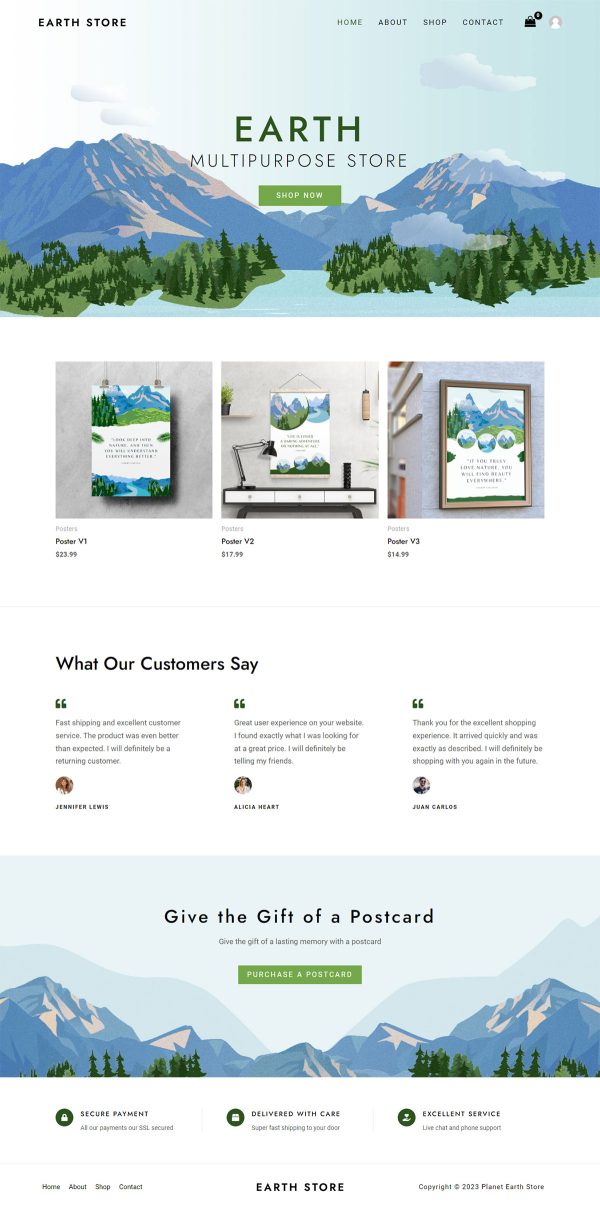 EARTH STORE
HOME ABOUT SHOP CONTACT 0
EARTH
MULTIPURPOSE STORE
SHOP NOW
"LOOK DEEP INTO
NATURE, AND THEN
YOU WILL UNDERSTAND
EVERYTHING BETTER."
"LIFE IS EITHER
A DARING ADVENTURE
OR NOTHING AT ALL."
"IF YOU TRULY
LOVE NATURE, YOU
WILL FIND BEAUTY
EVERYWHERE."
Posters
Poster V1
$23.99
Posters
Poster V2
$17.99
Posters
Poster V3
$14.99
What Our Customers Say
Fast shipping and excellent customer
service. The product was even better
than expected. I will definitely be a
returning customer.
JENNIFER LEWIS
Great user experience on your website.
I found exactly what I was looking for
at a great price. I will definitely be
telling my friends.
ALICIA HEART
Thank you for the excellent shopping
experience. It arrived quickly and was
exactly as described. I will definitely be
shopping with you again in the future.
JUAN CARLOS
Give the Gift of a Postcard
Give the gift of a lasting memory with a postcard
PURCHASE A POSTCARD
SECURE PAYMENT
All our payments our SSL secured
DELIVERED WITH CARE
Super fast shipping to your door
EXCELLENT SERVICE
Live chat and phone support
Home About Shop Contact
EARTH STORE
Copyright © 2023 Planet Earth Store